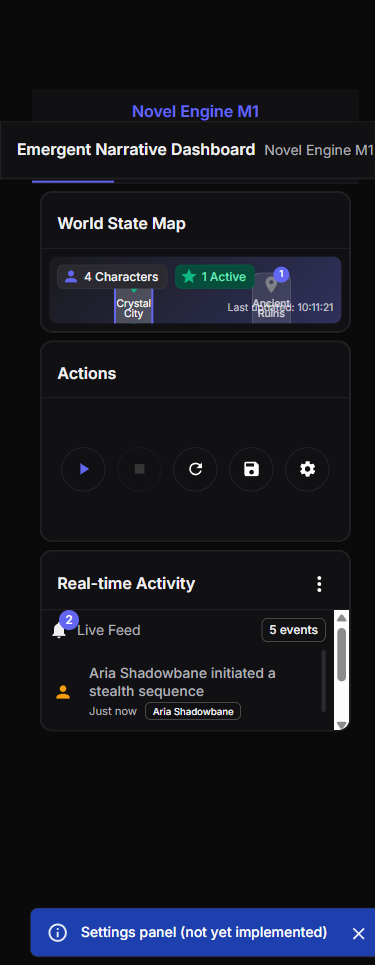 Novel Engine M1
Emergent Narrative Dashboard Novel Engine M1
World State Map
4 Characters
1 Active
1
Crystal
City
Ancient
Ruins
Last updated: 10:11:21
Actions
Real-time Activity
2
Live Feed
5 events
Aria Shadowbane initiated a
stealth sequence
Just now
Aria Shadowbane
Settings panel (not yet implemented)